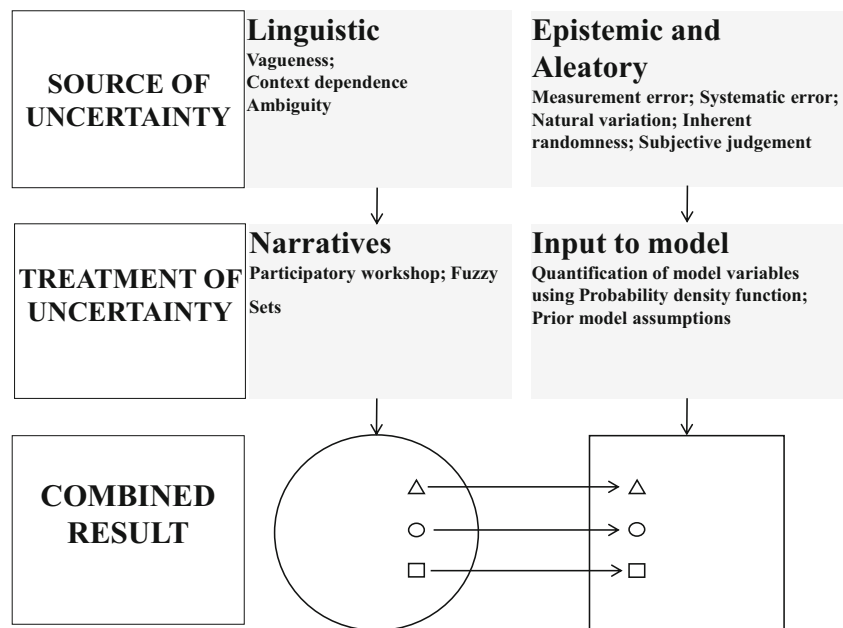 SOURCE OF
UNCERTAINTY
Linguistic
Vagueness;
Context dependence
Ambiguity
Epistemic and
Aleatory
Measurement error; Systematic error;
Natural variation; Inherent
randomness; Subjective judgement
TREATMENT OF
UNCERTAINTY
Narratives
Participatory workshop; Fuzzy
Sets
Input to model
Quantification of model variables
using Probability density function;
Prior model assumptions
COMBINED
RESULT